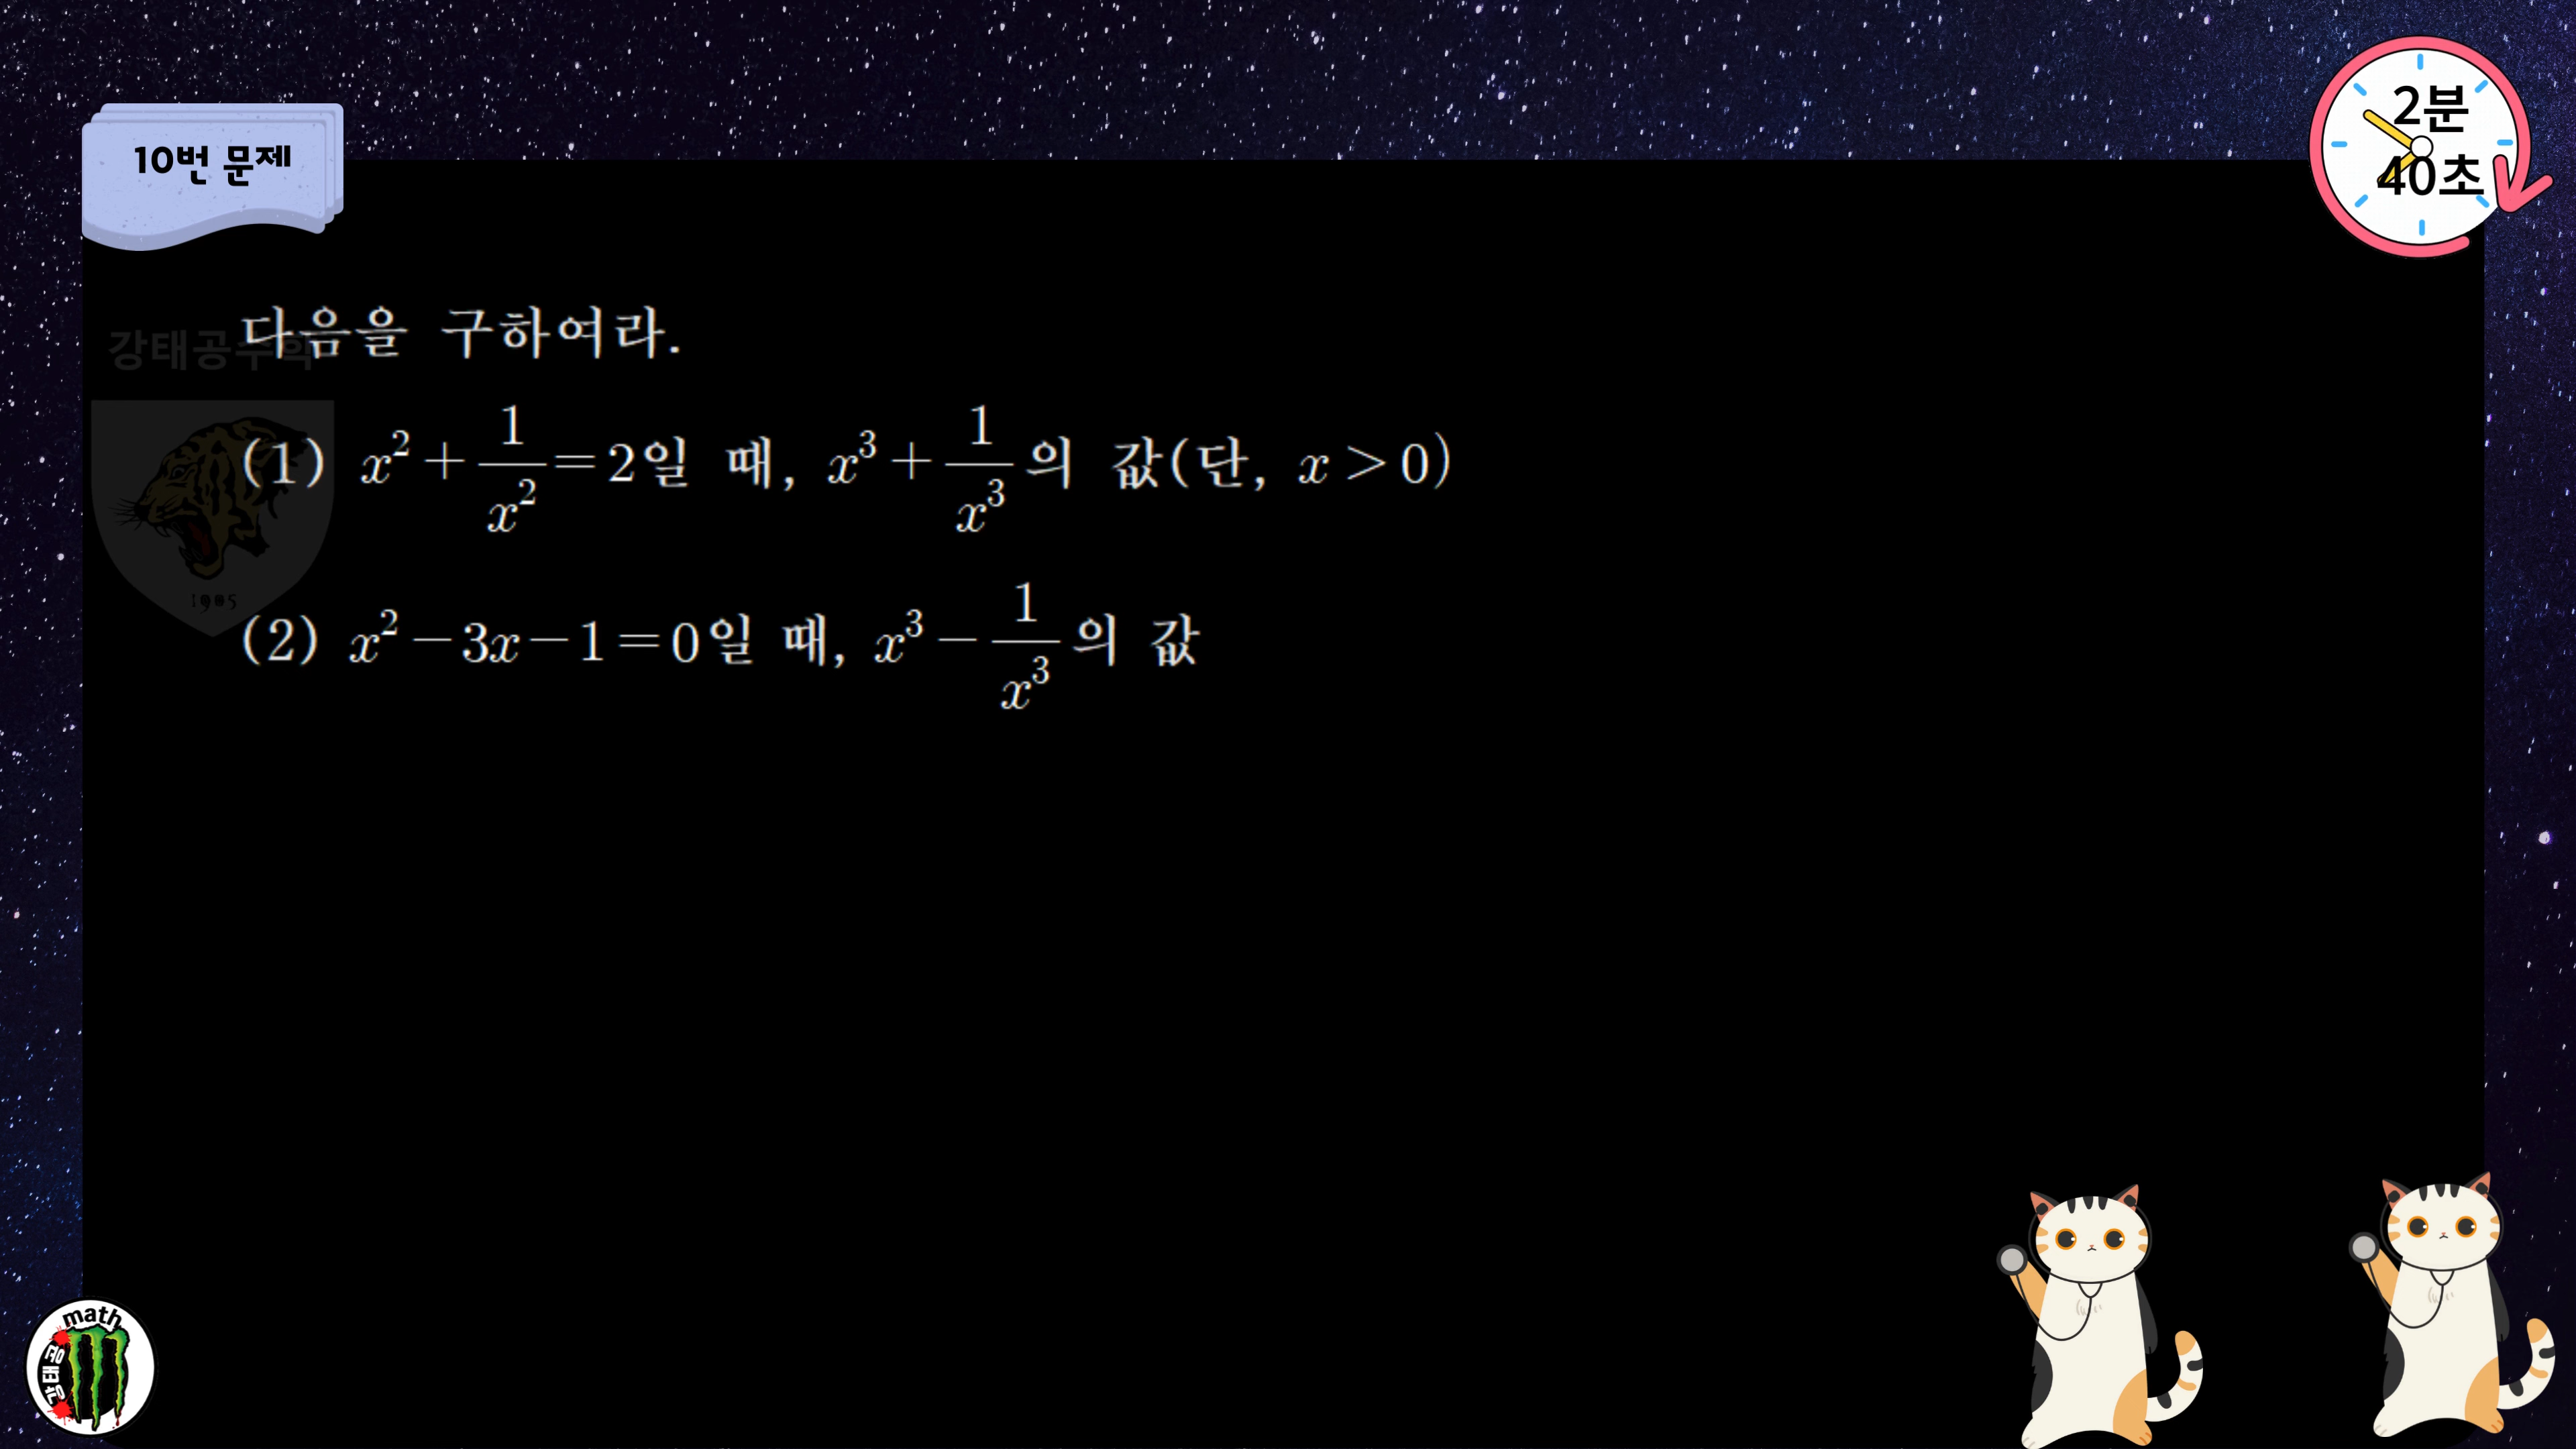 10번 문제
2분
40초
다음을 구하여라.
강태공수학
(1) x² + 1/x² = 2일 때, x³ + 1/x³의 값(단, x > 0)
1905
(2) x² − 3x − 1 = 0일 때, x³ − 1/x³의 값
math
강태공